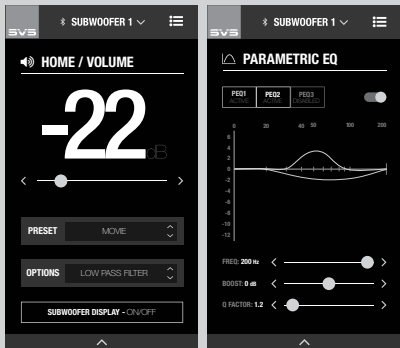 SVS
SUBWOOFER 1
HOME / VOLUME
-22dB
PRESET MOVIE
OPTIONS LOW PASS FILTER
SUBWOOFER DISPLAY - ON/OFF
SVS
SUBWOOFER 1
PARAMETRIC EQ
PEQ1 PEQ2 PEQ3
ACTIVE ACTIVE DISABLED
0 20 40 50 100 200
6
4
2
0
-2
-4
-6
-8
-10
-12
FREQ: 200 Hz
BOOST: 0 dB
Q FACTOR: 1.2